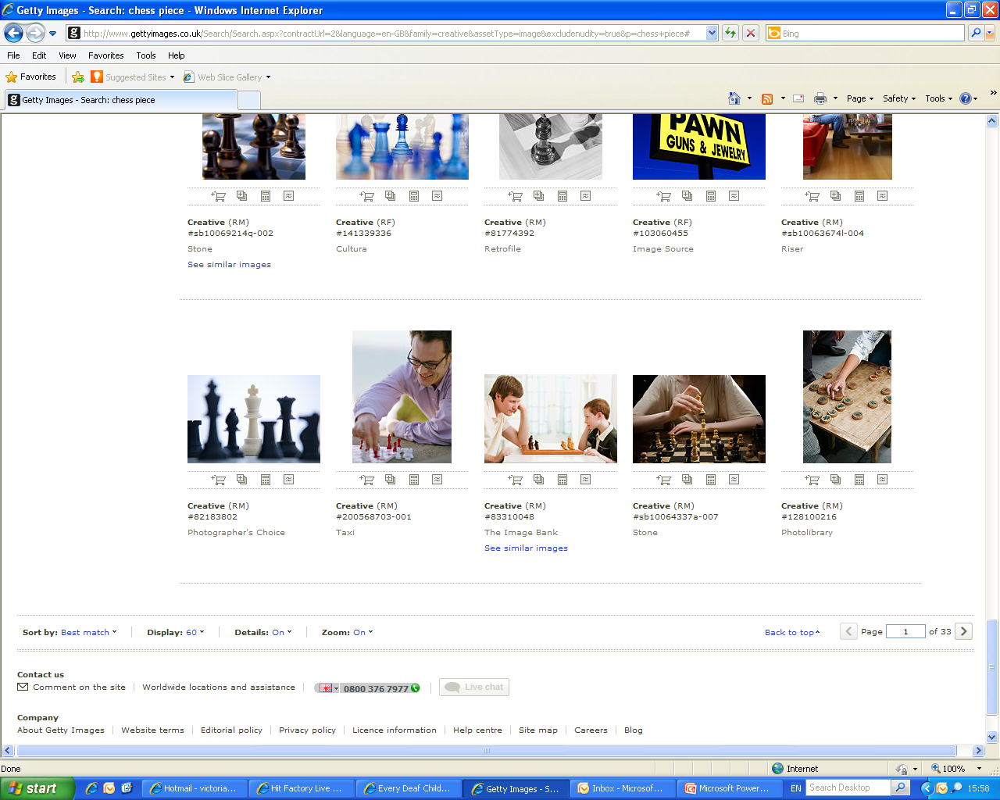 Getty Images - Search: chess piece - Windows Internet Explorer
http://www.gettyimages.co.uk/Search/Search.aspx?contractUrl=2&language=en-GB&family=creative&assetType=image&excludenudity=true&p=chess+piece#
Bing
File Edit View Favorites Tools Help
Favorites Suggested Sites Web Slice Gallery
g Getty Images - Search: chess piece
Page Safety Tools
PAWN
GUNS & JEWELRY
Creative (RM) Creative (RF) Creative (RM) Creative (RF) Creative (RM)
#sb10069214q-002 #141339336 #81774392 #103060455 #sb10063674l-004
Stone Cultura Retrofile Image Source Riser
See similar images
Creative (RM) Creative (RM) Creative (RM) Creative (RM) Creative (RM)
#82183802 #200568703-001 #83310048 #sb10064337a-007 #128100216
Photographer's Choice Taxi The Image Bank Stone Photolibrary
See similar images
Sort by: Best match Display: 60 Details: On Zoom: On Back to top Page 1 of 33
Contact us
Comment on the site Worldwide locations and assistance 0800 376 7977 Live chat
Company
About Getty Images Website terms Editorial policy Privacy policy Licence information Help centre Site map Careers Blog
Done Internet 100%
start Hotmail - victoria... Hit Factory Live ... Every Deaf Child... Getty Images - S... Inbox - Microsof... Microsoft Power... EN Search Desktop 15:58